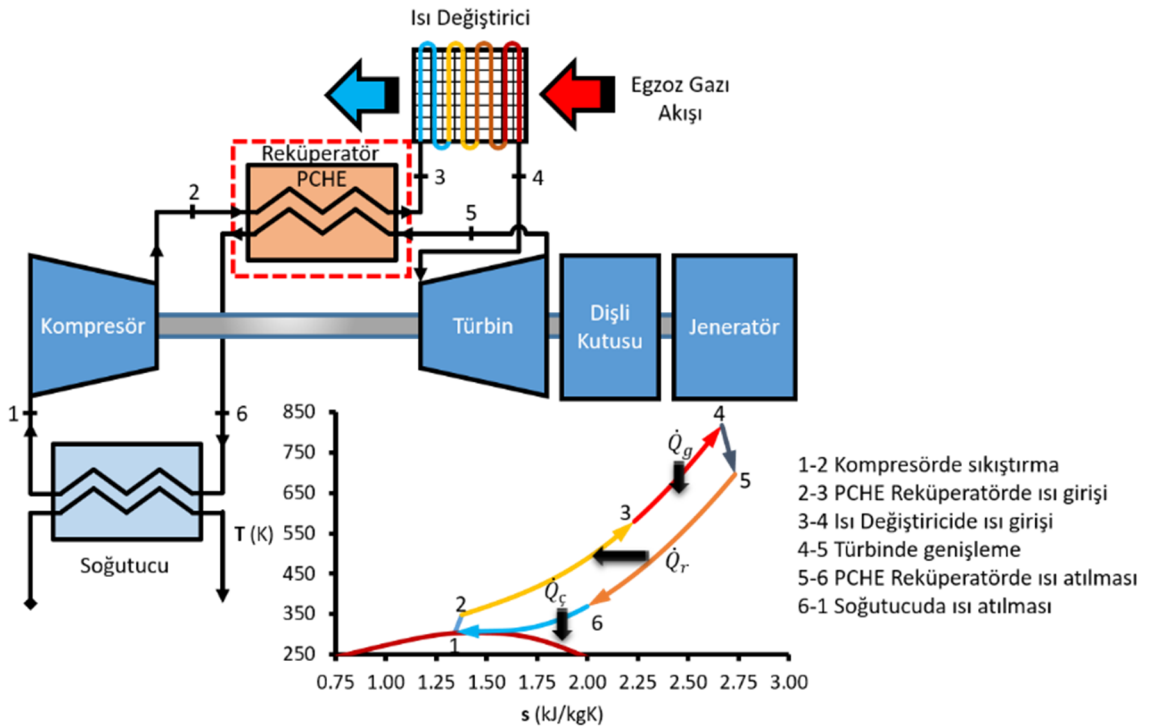 Isı Değiştirici
Egzoz Gazı
Akışı
Reküperatör
PCHE
2
3
4
5
Kompresör
Türbin
Dişli
Kutusu
Jeneratör
1
6
Soğutucu
T (K)
850
750
650
550
450
350
250
0.75 1.00 1.25 1.50 1.75 2.00 2.25 2.50 2.75 3.00
s (kJ/kgK)
4
Q̇g
5
3
Q̇r
2
Q̇ç
6
1
1-2 Kompresörde sıkıştırma
2-3 PCHE Reküperatörde ısı girişi
3-4 Isı Değiştiricide ısı girişi
4-5 Türbinde genişleme
5-6 PCHE Reküperatörde ısı atılması
6-1 Soğutucuda ısı atılması